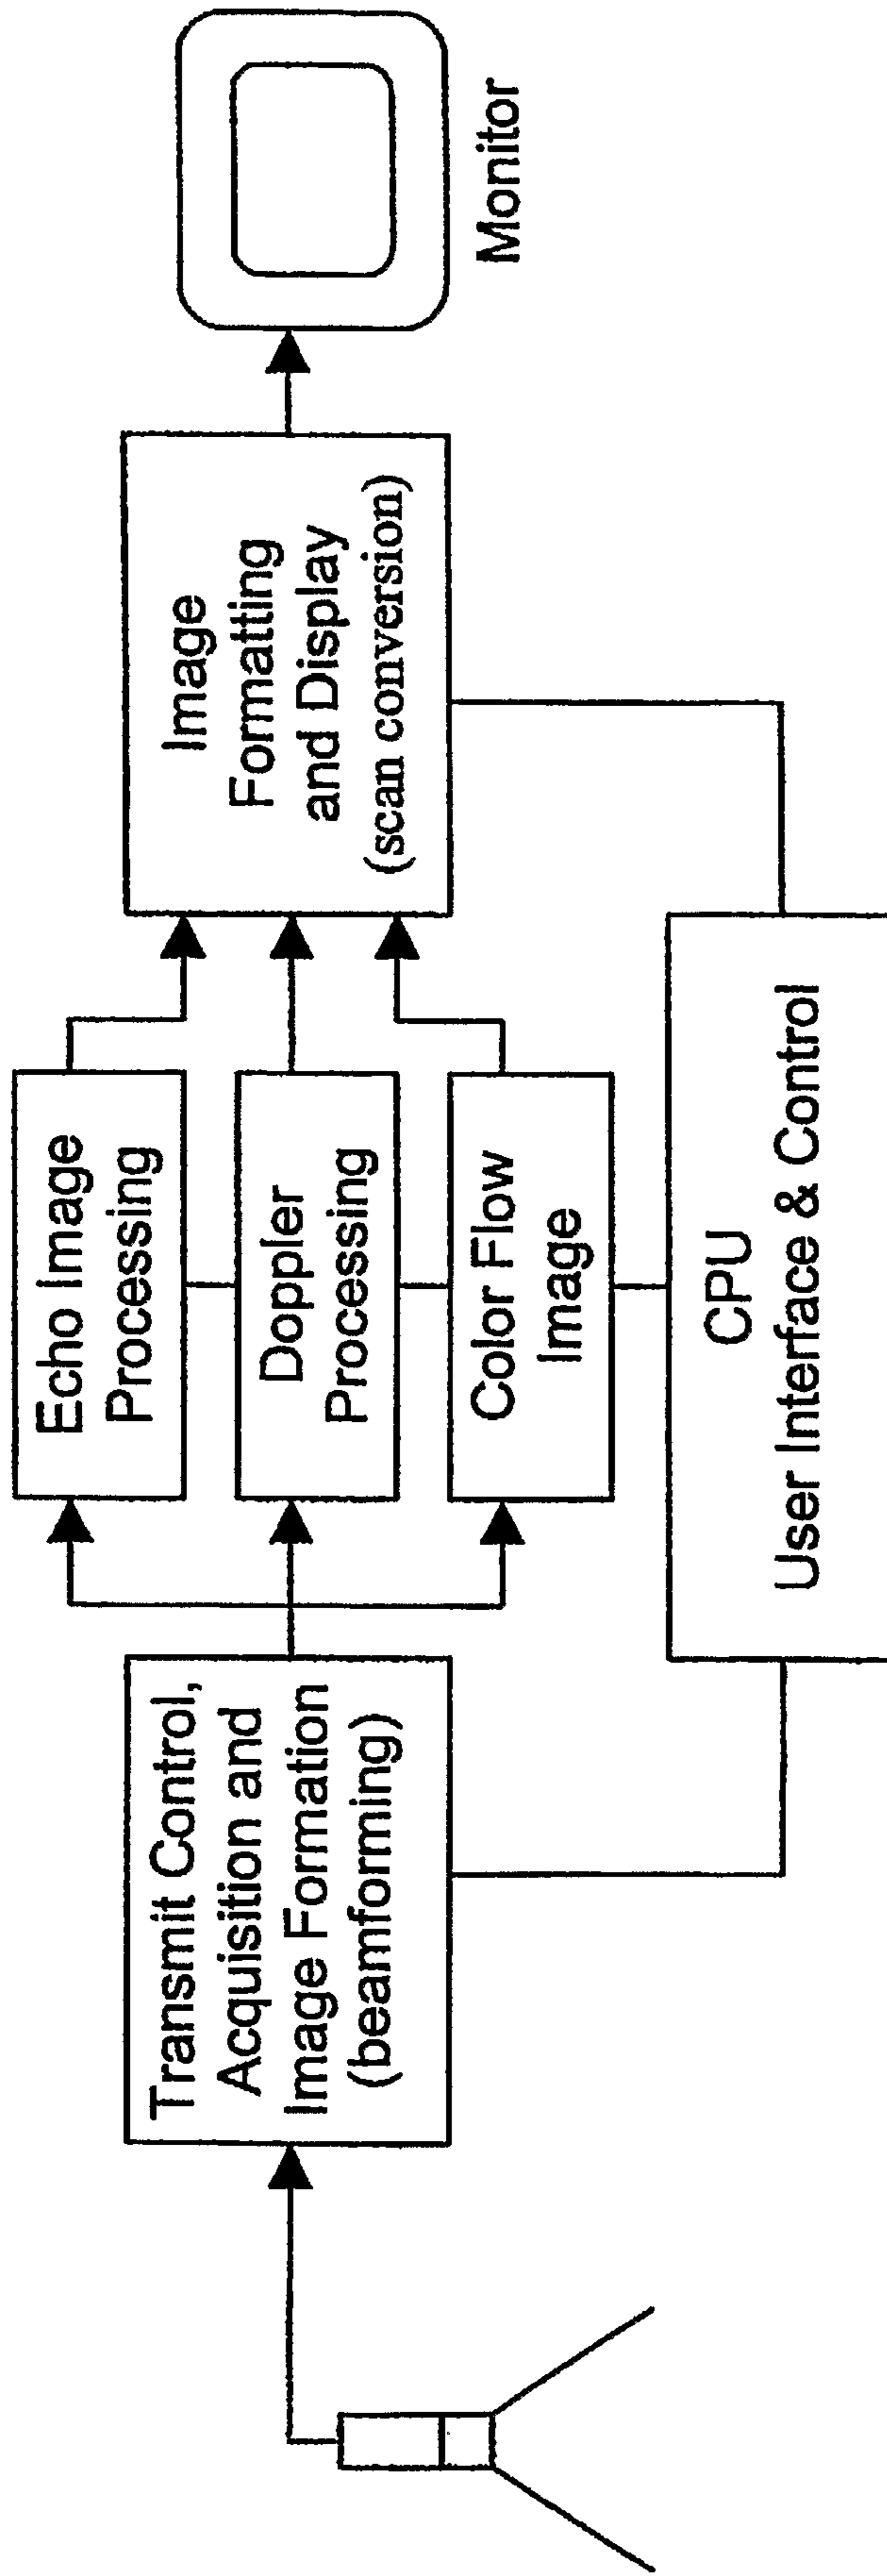 Transmit Control,
Acquisition and
Image Formation
(beamforming)
Echo Image
Processing
Doppler
Processing
Color Flow
Image
CPU
User Interface & Control
Image
Formatting
and Display
(scan conversion)
Monitor